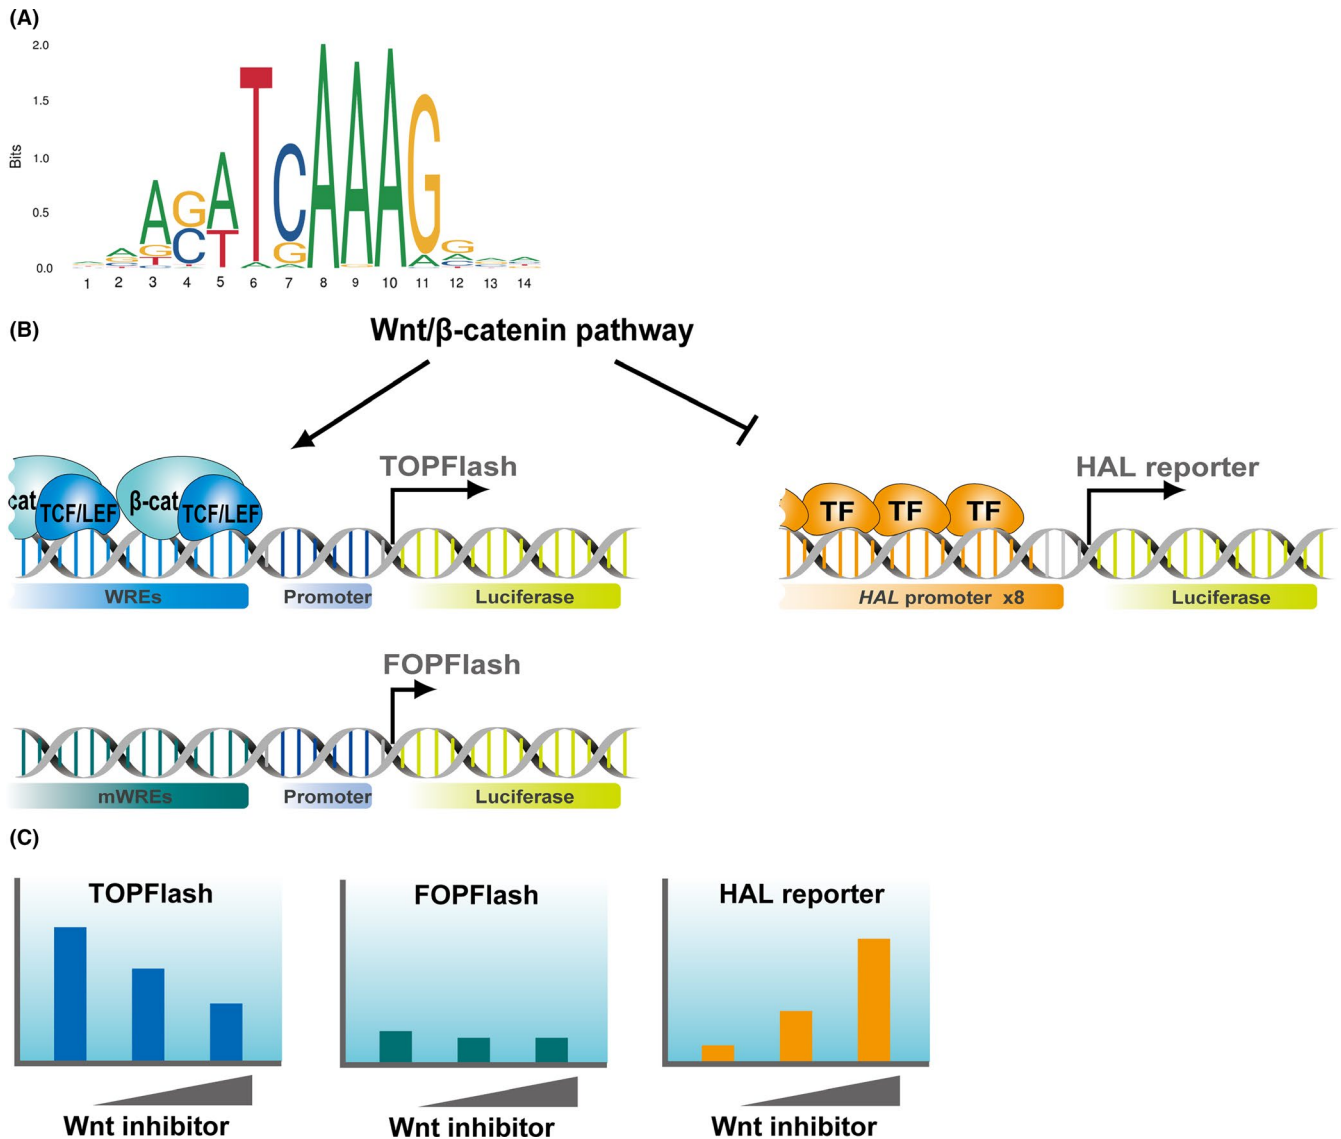 (A)
2.0
1.5
1.0
0.5
0.0
Bits
1 2 3 4 5 6 7 8 9 10 11 12 13 14
(B)
Wnt/β-catenin pathway
TOPFlash
HAL reporter
cat TCF/LEF β-cat TCF/LEF
TF TF TF
WREs Promoter Luciferase
HAL promoter x8 Luciferase
FOPFlash
mWREs Promoter Luciferase
(C)
TOPFlash
FOPFlash
HAL reporter
Wnt inhibitor
Wnt inhibitor
Wnt inhibitor